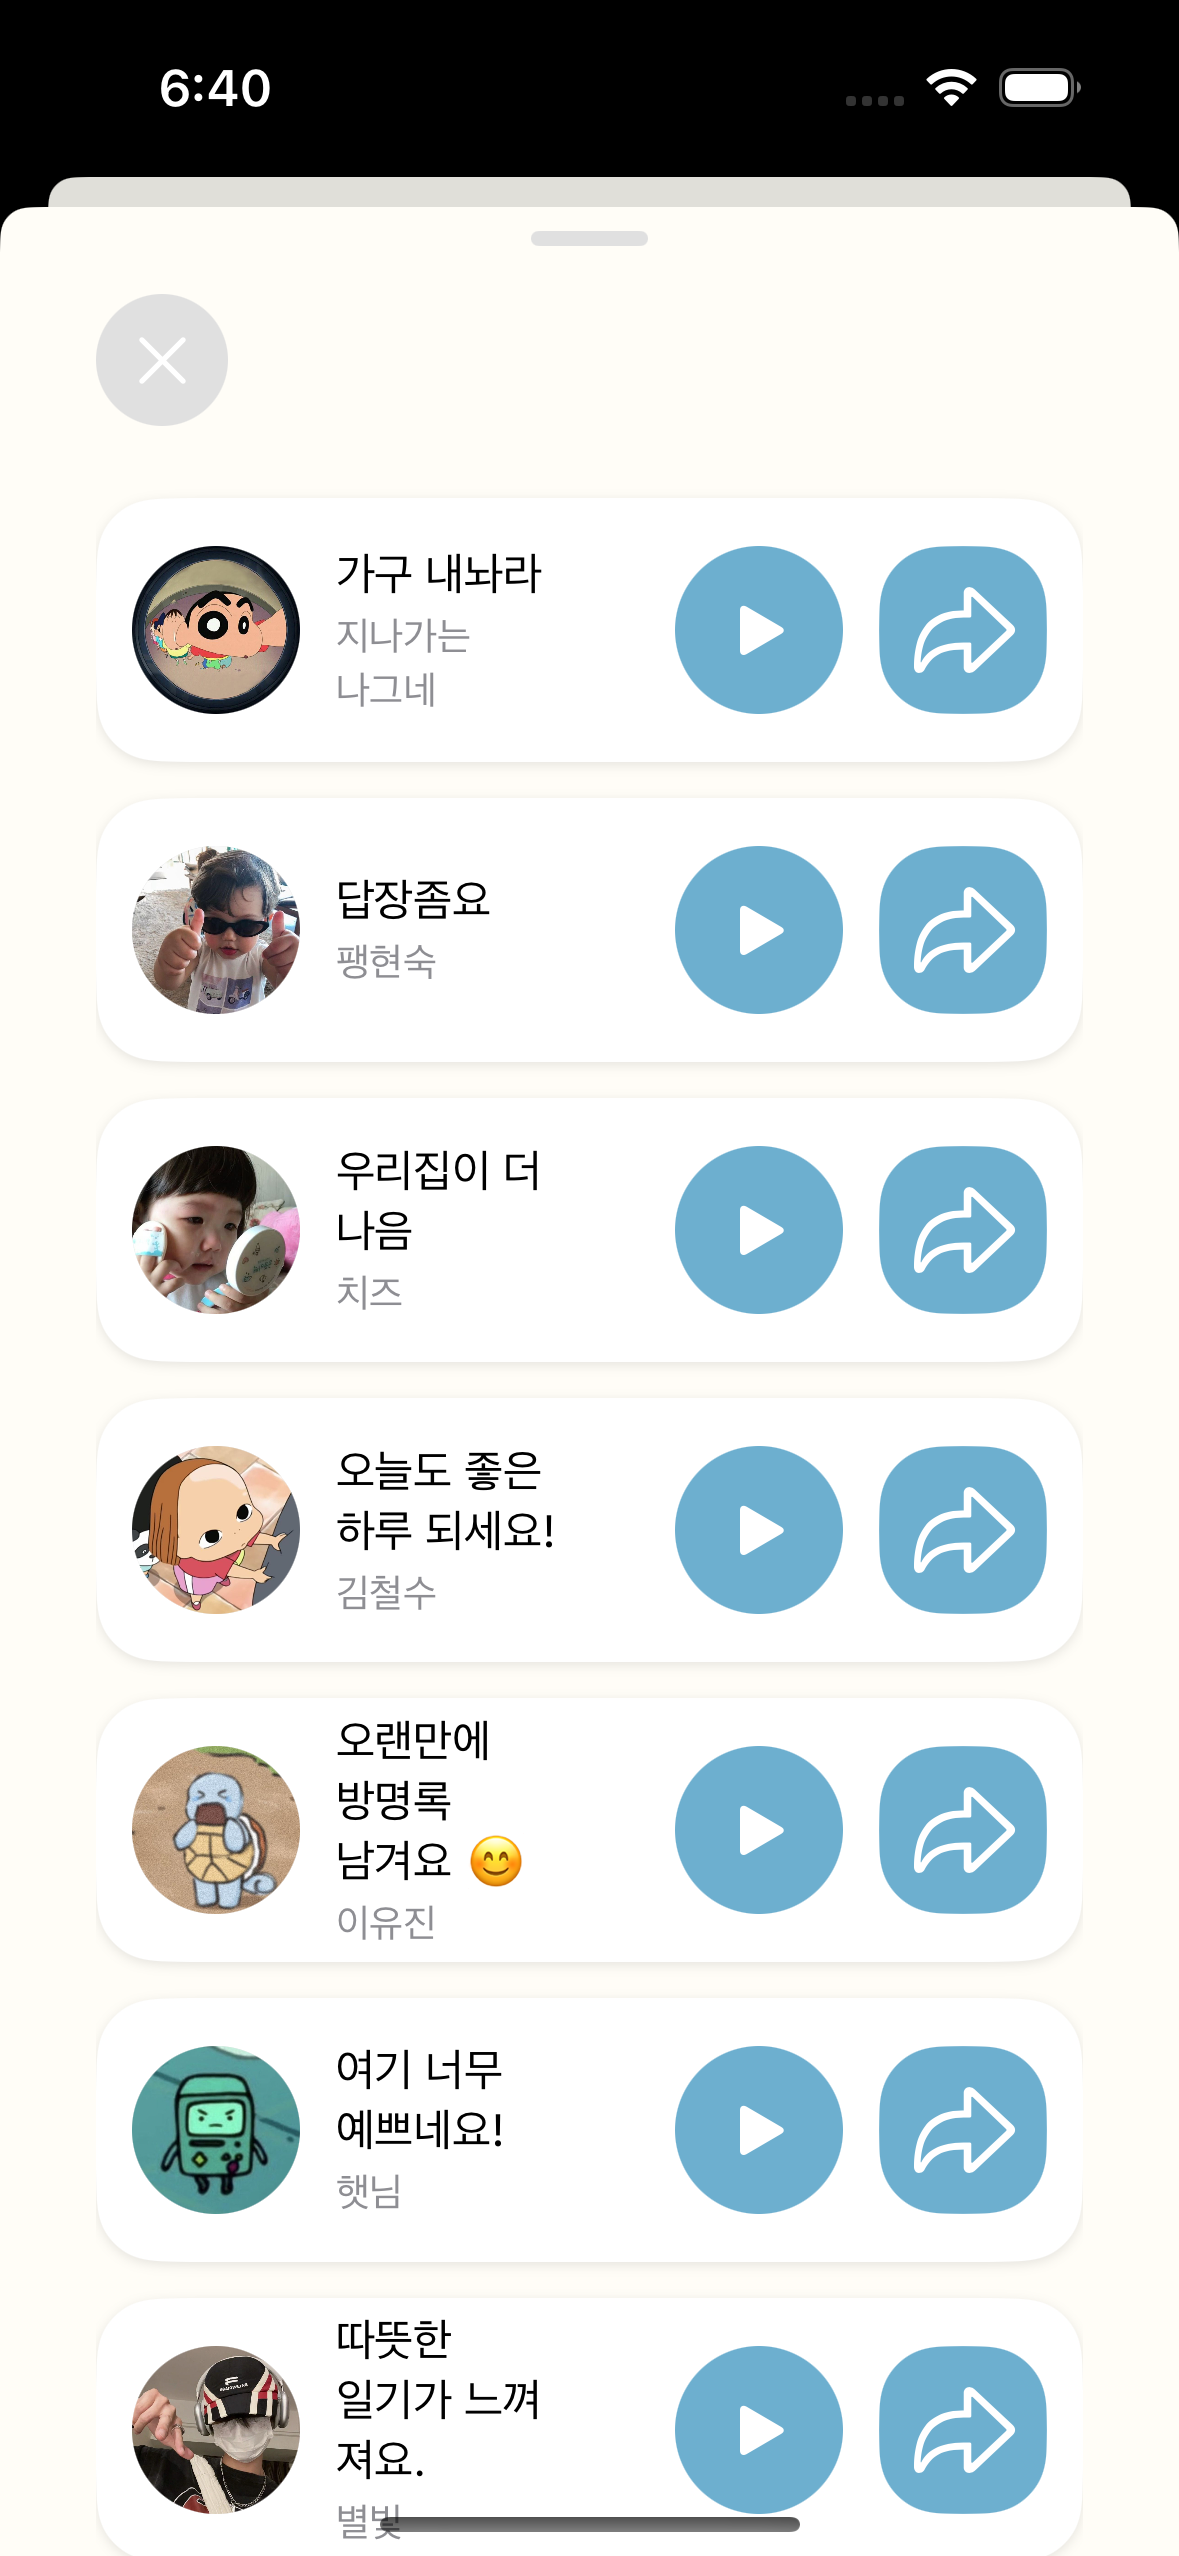 6:40
가구 내놔라
지나가는
나그네
답장좀요
팽현숙
우리집이 더
나음
치즈
오늘도 좋은
하루 되세요!
김철수
오랜만에
방명록
남겨요 😊
이유진
여기 너무
예쁘네요!
햇님
따뜻한
일기가 느껴
져요.
별빛